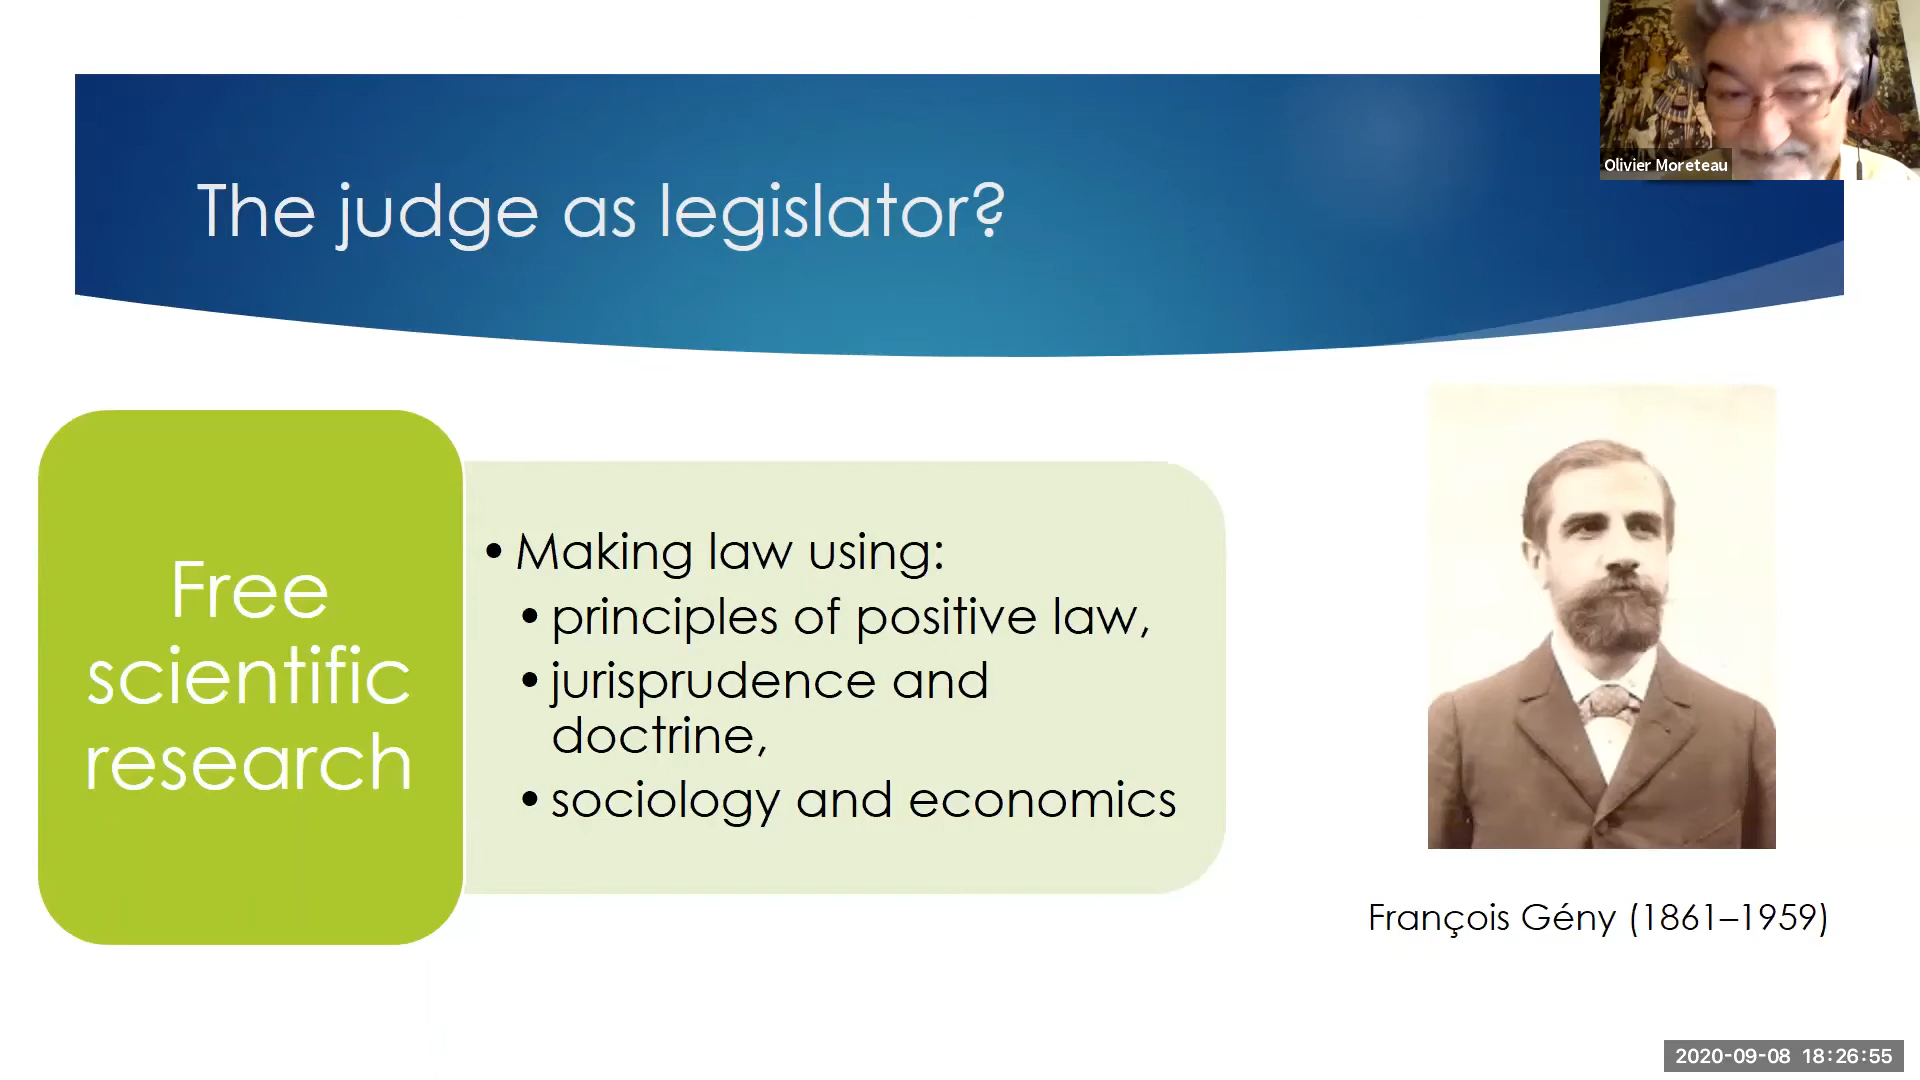 Olivier Moreteau
The judge as legislator?
Free
scientific
research
• Making law using:
• principles of positive law,
• jurisprudence and
doctrine,
• sociology and economics
François Gény (1861–1959)
2020-09-08 18:26:55